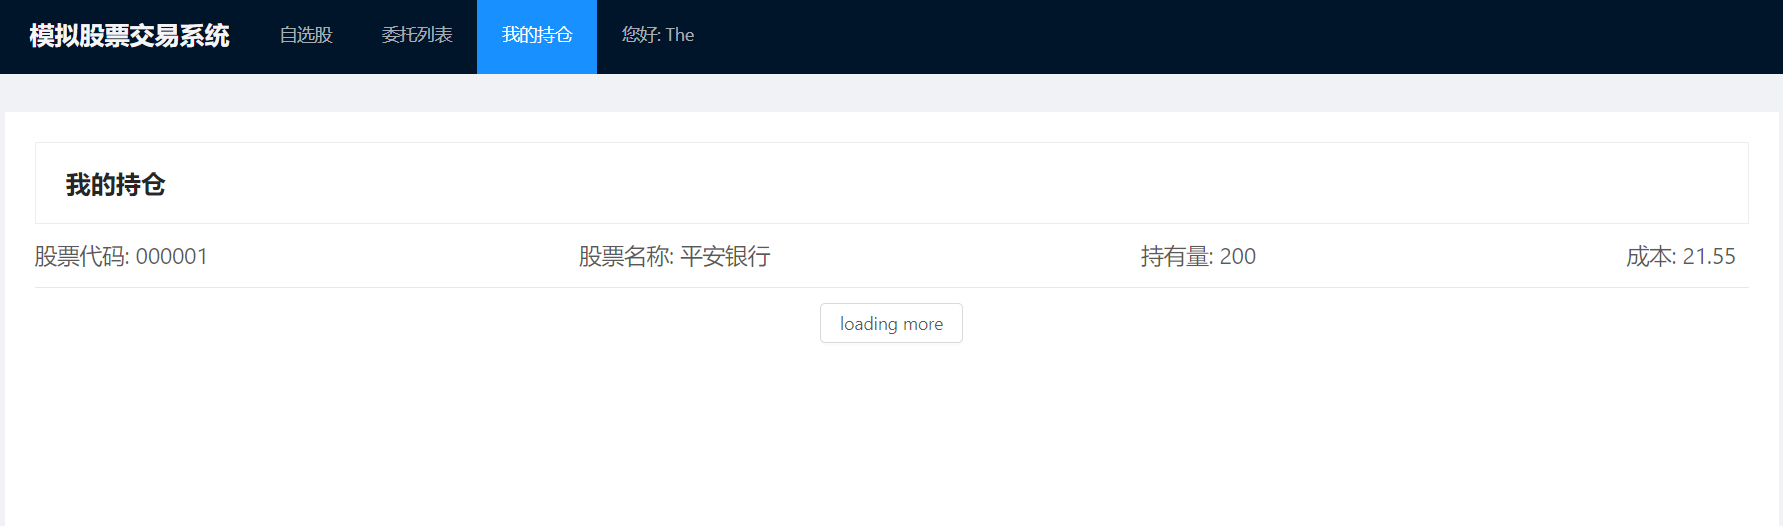 模拟股票交易系统 自选股 委托列表 我的持仓 您好: The
我的持仓
股票代码: 000001 股票名称: 平安银行 持有量: 200 成本: 21.55
loading more